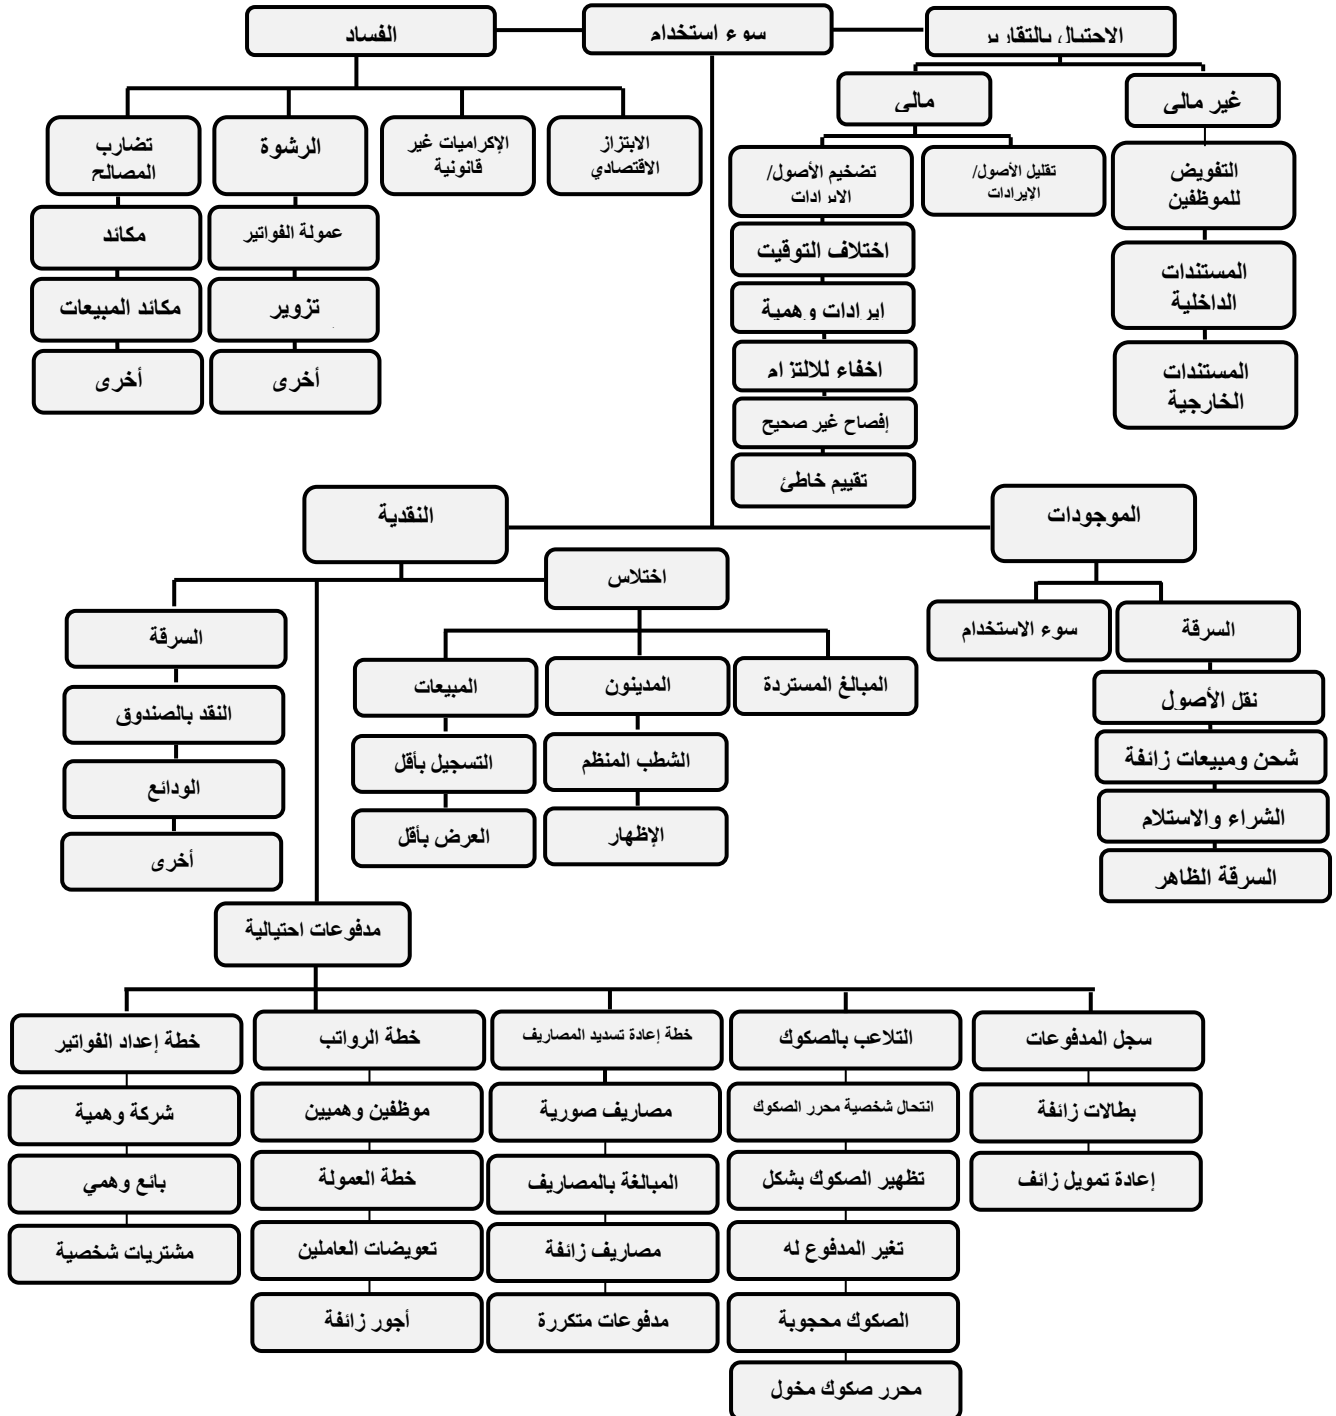 الاحتيال بالتقارير
سوء استخدام
الفساد
غير مالي
مالي
التفويض
للموظفين
المستندات
الداخلية
المستندات
الخارجية
تقليل الأصول/
الإيرادات
تضخيم الأصول/
الايرادات
اختلاف التوقيت
ايرادات وهمية
اخفاء للالتزام
إفصاح غير صحيح
تقييم خاطئ
الابتزاز
الاقتصادي
الإكراميات غير
قانونية
الرشوة
عمولة الفواتير
تزوير
أخرى
تضارب
المصالح
مكائد
مكائد المبيعات
أخرى
الموجودات
النقدية
السرقة
سوء الاستخدام
نقل الأصول
شحن ومبيعات زائفة
الشراء والاستلام
السرقة الظاهر
اختلاس
المبالغ المستردة
المدينون
الشطب المنظم
الإظهار
المبيعات
التسجيل بأقل
العرض بأقل
السرقة
النقد بالصندوق
الودائع
أخرى
مدفوعات احتيالية
سجل المدفوعات
بطالات زائفة
إعادة تمويل زائف
التلاعب بالصكوك
انتحال شخصية محرر الصكوك
تظهير الصكوك بشكل
تغير المدفوع له
الصكوك محجوبة
محرر صكوك مخول
خطة إعادة تسديد المصاريف
مصاريف صورية
المبالغة بالمصاريف
مصاريف زائفة
مدفوعات متكررة
خطة الرواتب
موظفين وهميين
خطة العمولة
تعويضات العاملين
أجور زائفة
خطة إعداد الفواتير
شركة وهمية
بائع وهمي
مشتريات شخصية